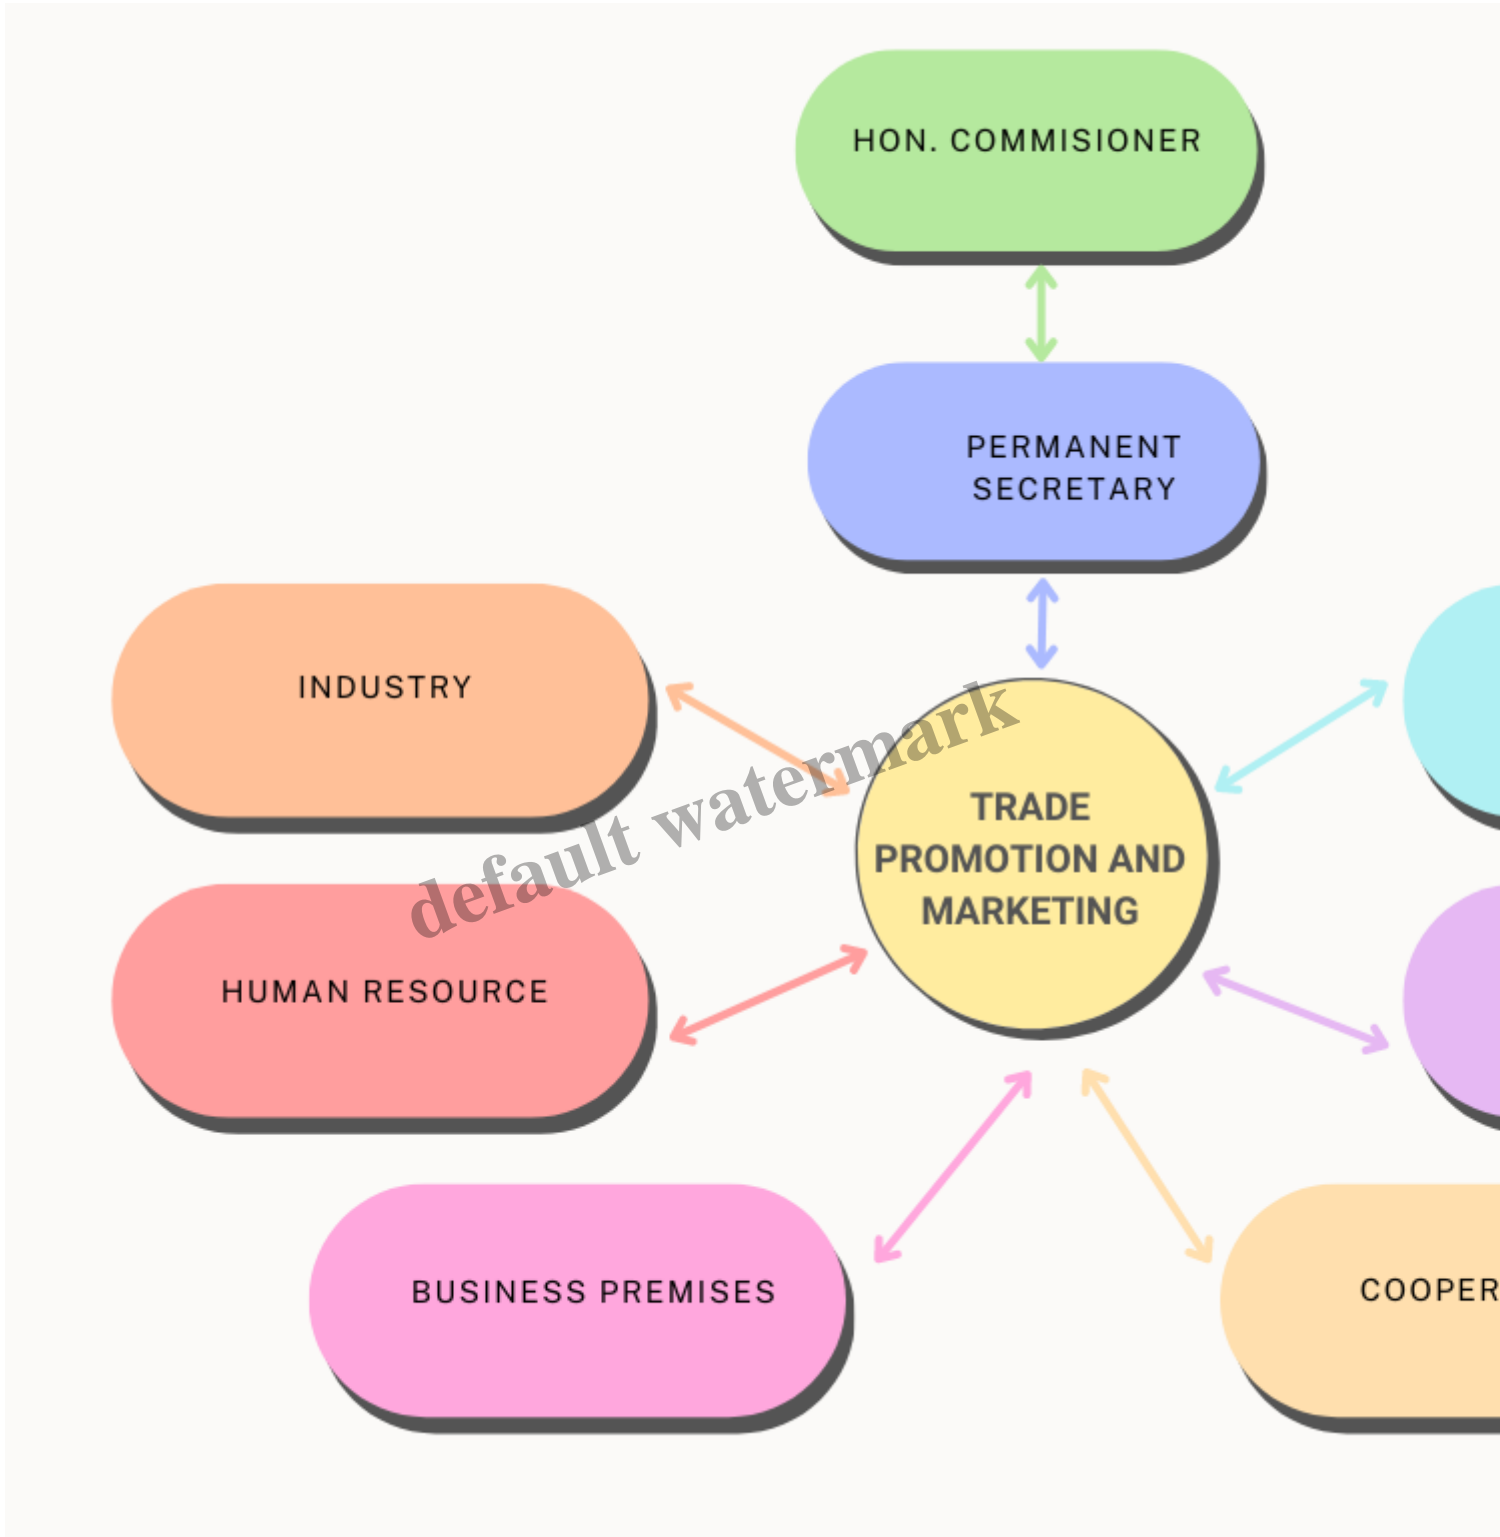 HON. COMMISIONER
PERMANENT
SECRETARY
INDUSTRY
default watermark
TRADE
PROMOTION AND
MARKETING
HUMAN RESOURCE
BUSINESS PREMISES
COOPER